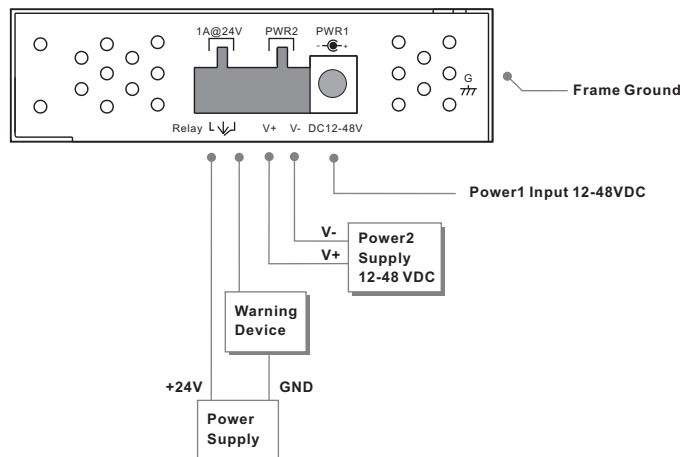 1A@24V PWR2 PWR1
- +
G
Frame Ground
Relay V+ V- DC12-48V
Power1 Input 12-48VDC
V-
V+
Power2
Supply
12-48 VDC
Warning
Device
+24V GND
Power
Supply